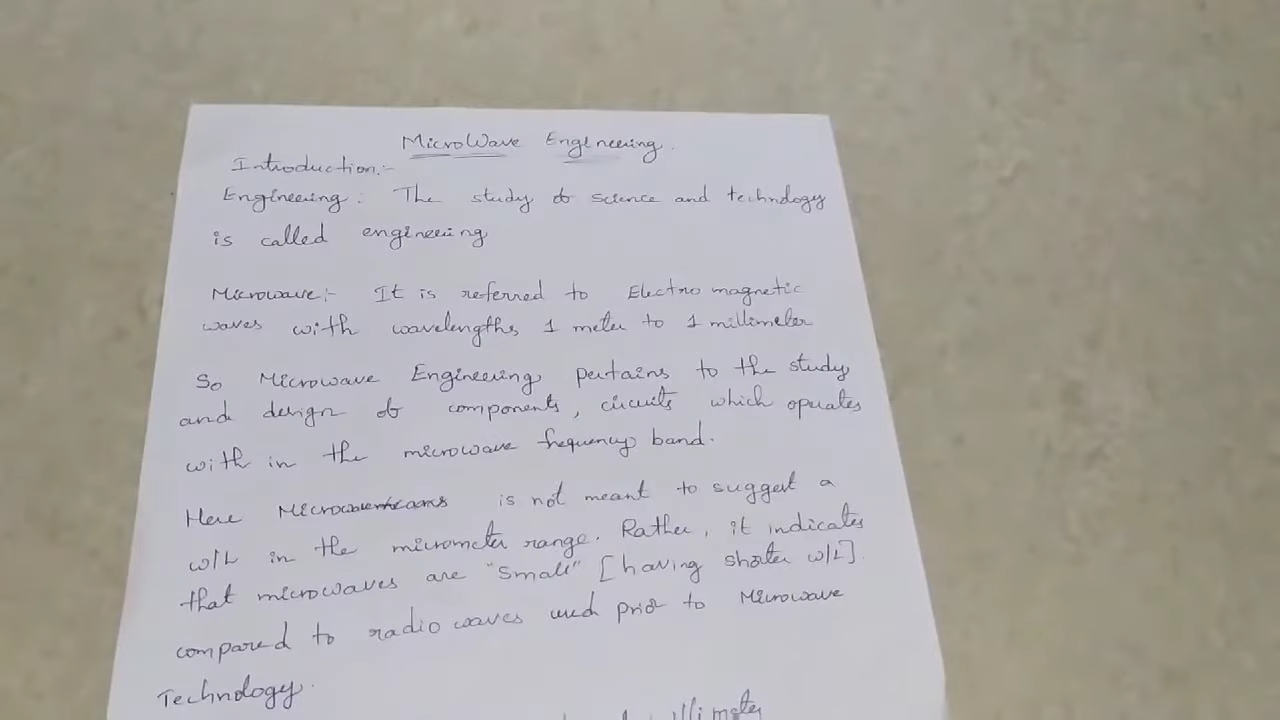 MicroWave Engineering.
Introduction:-
Engineering: The study of science and technology
is called engineering
Microwave:- It is referred to Electro magnetic
waves with wavelengths 1 meter to 1 millimeter
So Microwave Engineering pertains to the study
and design of components, circuits which operates
with in the microwave frequency band.
Here Micro is not meant to suggest a
w/L in the micrometer range. Rather, it indicates
that microwaves are "Small" [having shorter w/L].
compared to radio waves used prior to Microwave
Technology.